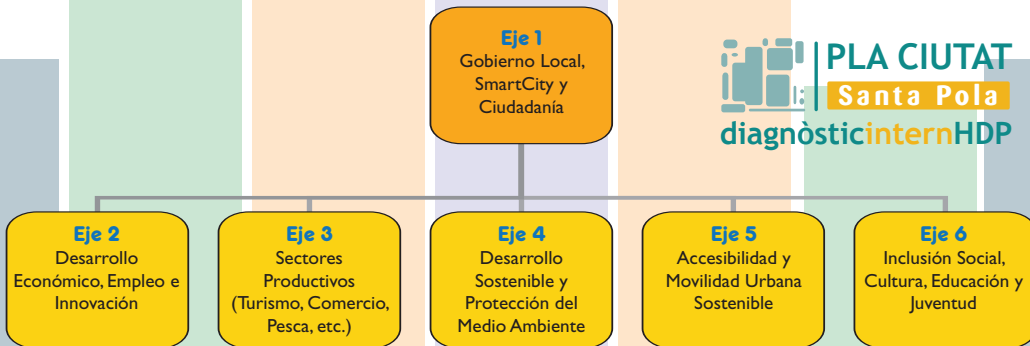 Eje 1
Gobierno Local,
SmartCity y
Ciudadanía
PLA CIUTAT
Santa Pola
diagnòsticinternHDP
Eje 2
Desarrollo
Económico, Empleo e
Innovación
Eje 3
Sectores
Productivos
(Turismo, Comercio,
Pesca, etc.)
Eje 4
Desarrollo
Sostenible y
Protección del
Medio Ambiente
Eje 5
Accesibilidad y
Movilidad Urbana
Sostenible
Eje 6
Inclusión Social,
Cultura, Educación y
Juventud